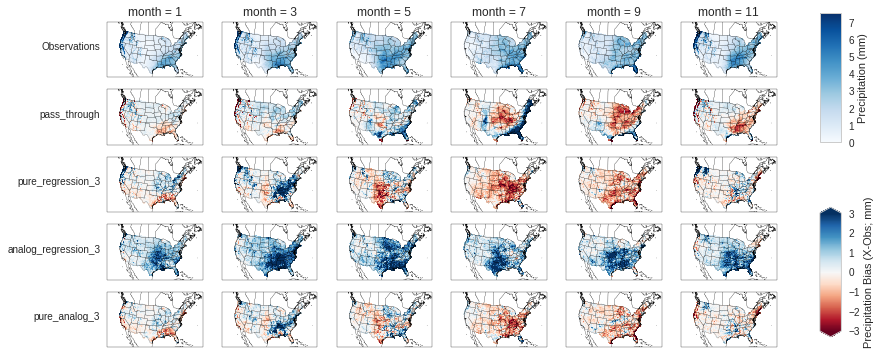 month = 1 month = 3 month = 5 month = 7 month = 9 month = 11
Observations
pass_through
pure_regression_3
analog_regression_3
pure_analog_3
7
6
5
4
3
2
1
0
Precipitation (mm)
3
2
1
0
−1
−2
−3
Precipitation Bias (X-Obs, mm)